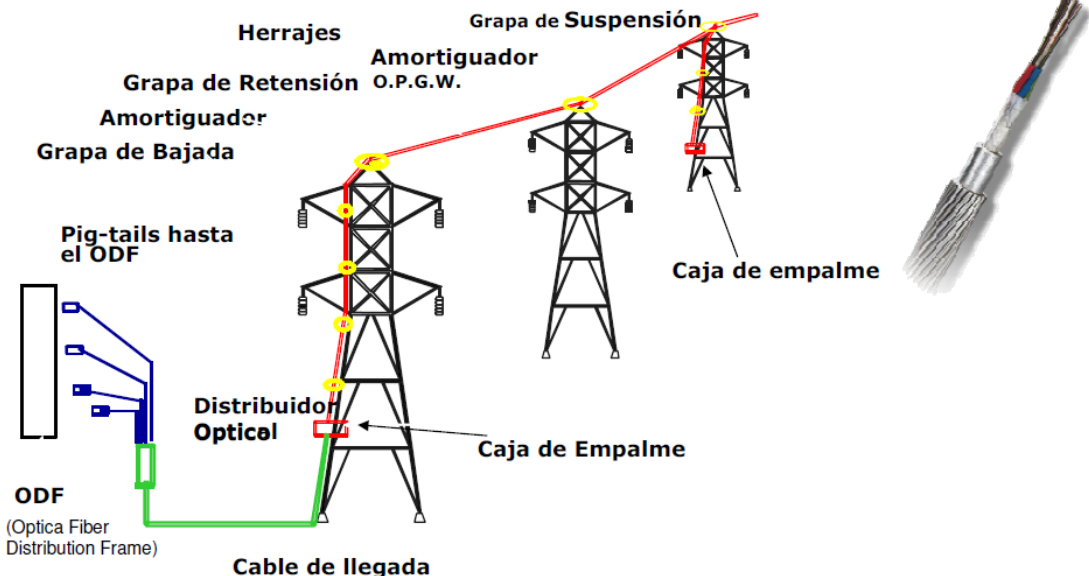 Grapa de Suspensión
Herrajes
Amortiguador
O.P.G.W.
Grapa de Retensión
Amortiguador
Grapa de Bajada
Pig-tails hasta
el ODF
Caja de empalme
Distribuidor
Optical
Caja de Empalme
ODF
(Optica Fiber
Distribution Frame)
Cable de llegada